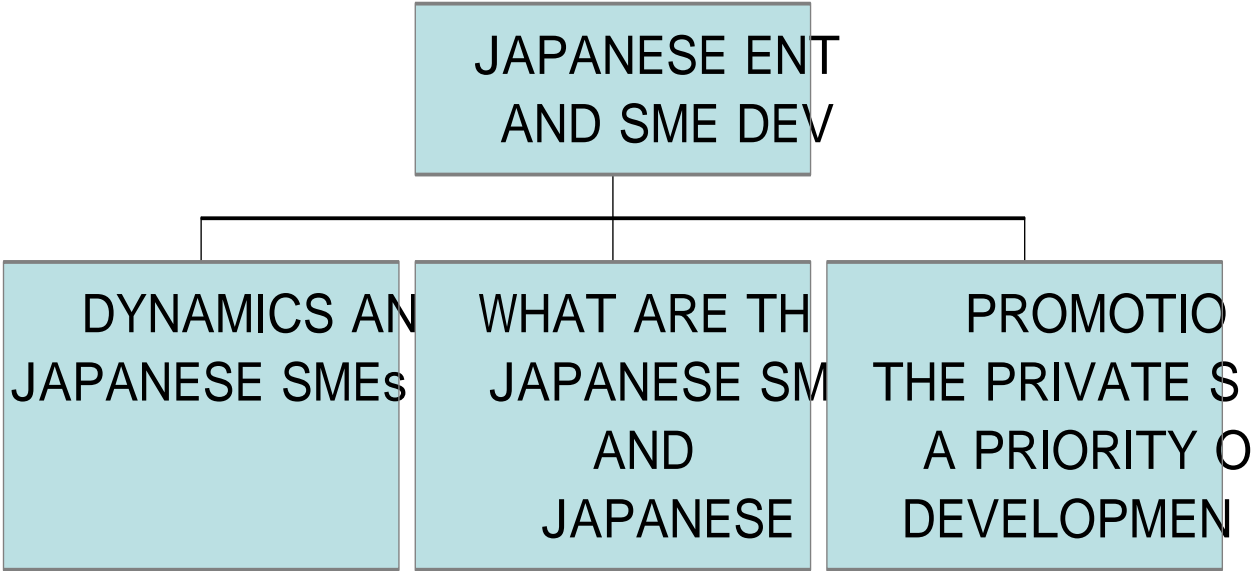 JAPANESE ENT
AND SME DEV
DYNAMICS AN
JAPANESE SMEs
WHAT ARE TH
JAPANESE SM
AND
JAPANESE
PROMOTIO
THE PRIVATE S
A PRIORITY O
DEVELOPMEN